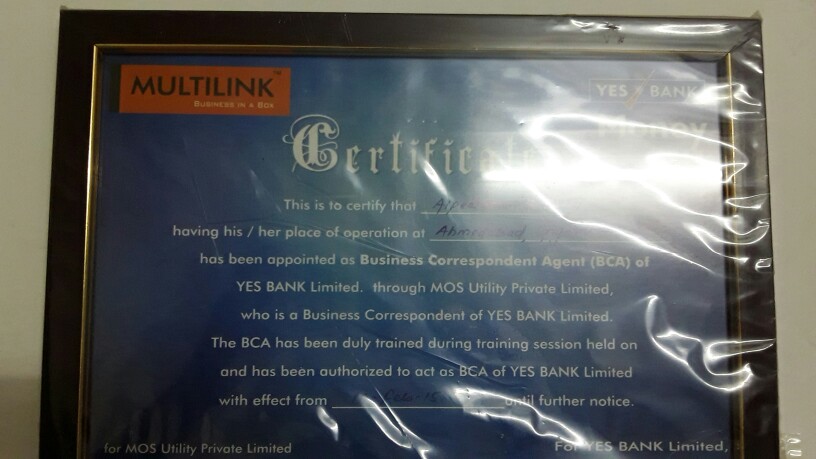 MULTILINK™
BUSINESS IN A BOX
YES BANK
Money
Certificate
This is to certify that
having his / her place of operation at
has been appointed as Business Correspondent Agent (BCA) of
YES BANK Limited. through MOS Utility Private Limited,
who is a Business Correspondent of YES BANK Limited.
The BCA has been duly trained during training session held on
and has been authorized to act as BCA of YES BANK Limited
with effect from until further notice.
for MOS Utility Private Limited
For YES BANK Limited,